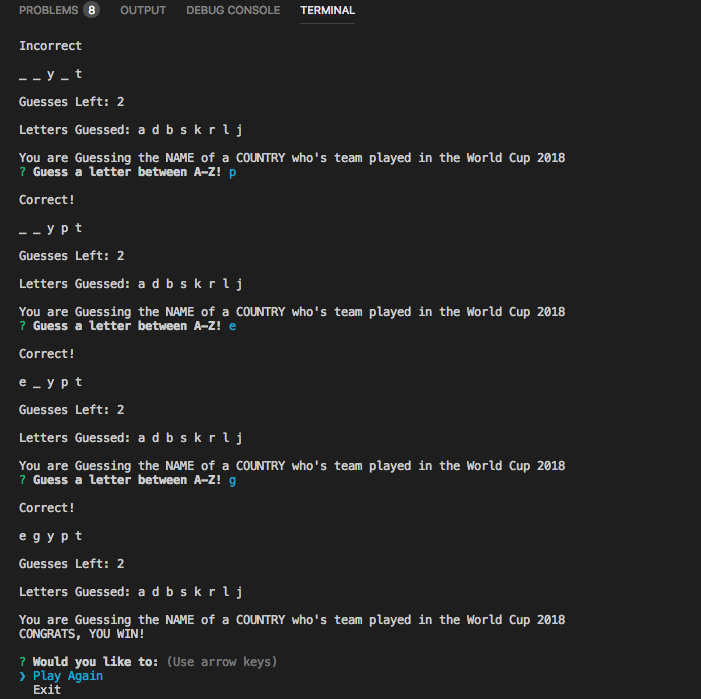 PROBLEMS 8 OUTPUT DEBUG CONSOLE TERMINAL
Incorrect
_ _ y _ t
Guesses Left: 2
Letters Guessed: a d b s k r l j
You are Guessing the NAME of a COUNTRY who's team played in the World Cup 2018
? Guess a letter between A-Z! p
Correct!
_ _ y p t
Guesses Left: 2
Letters Guessed: a d b s k r l j
You are Guessing the NAME of a COUNTRY who's team played in the World Cup 2018
? Guess a letter between A-Z! e
Correct!
e _ y p t
Guesses Left: 2
Letters Guessed: a d b s k r l j
You are Guessing the NAME of a COUNTRY who's team played in the World Cup 2018
? Guess a letter between A-Z! g
Correct!
e g y p t
Guesses Left: 2
Letters Guessed: a d b s k r l j
You are Guessing the NAME of a COUNTRY who's team played in the World Cup 2018
CONGRATS, YOU WIN!
? Would you like to: (Use arrow keys)
❯ Play Again
Exit